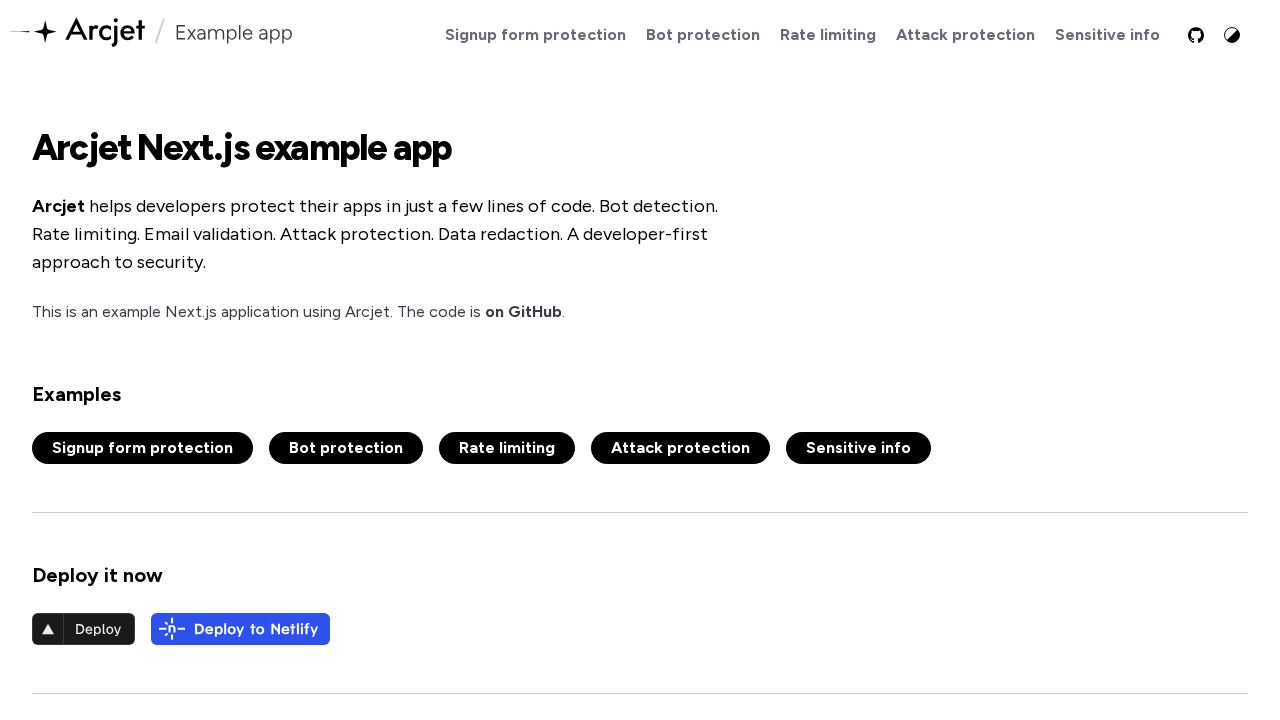 Arcjet / Example app
Signup form protection
Bot protection
Rate limiting
Attack protection
Sensitive info
Arcjet Next.js example app
Arcjet helps developers protect their apps in just a few lines of code. Bot detection.
Rate limiting. Email validation. Attack protection. Data redaction. A developer-first
approach to security.
This is an example Next.js application using Arcjet. The code is on GitHub.
Examples
Signup form protection
Bot protection
Rate limiting
Attack protection
Sensitive info
Deploy it now
Deploy
Deploy to Netlify